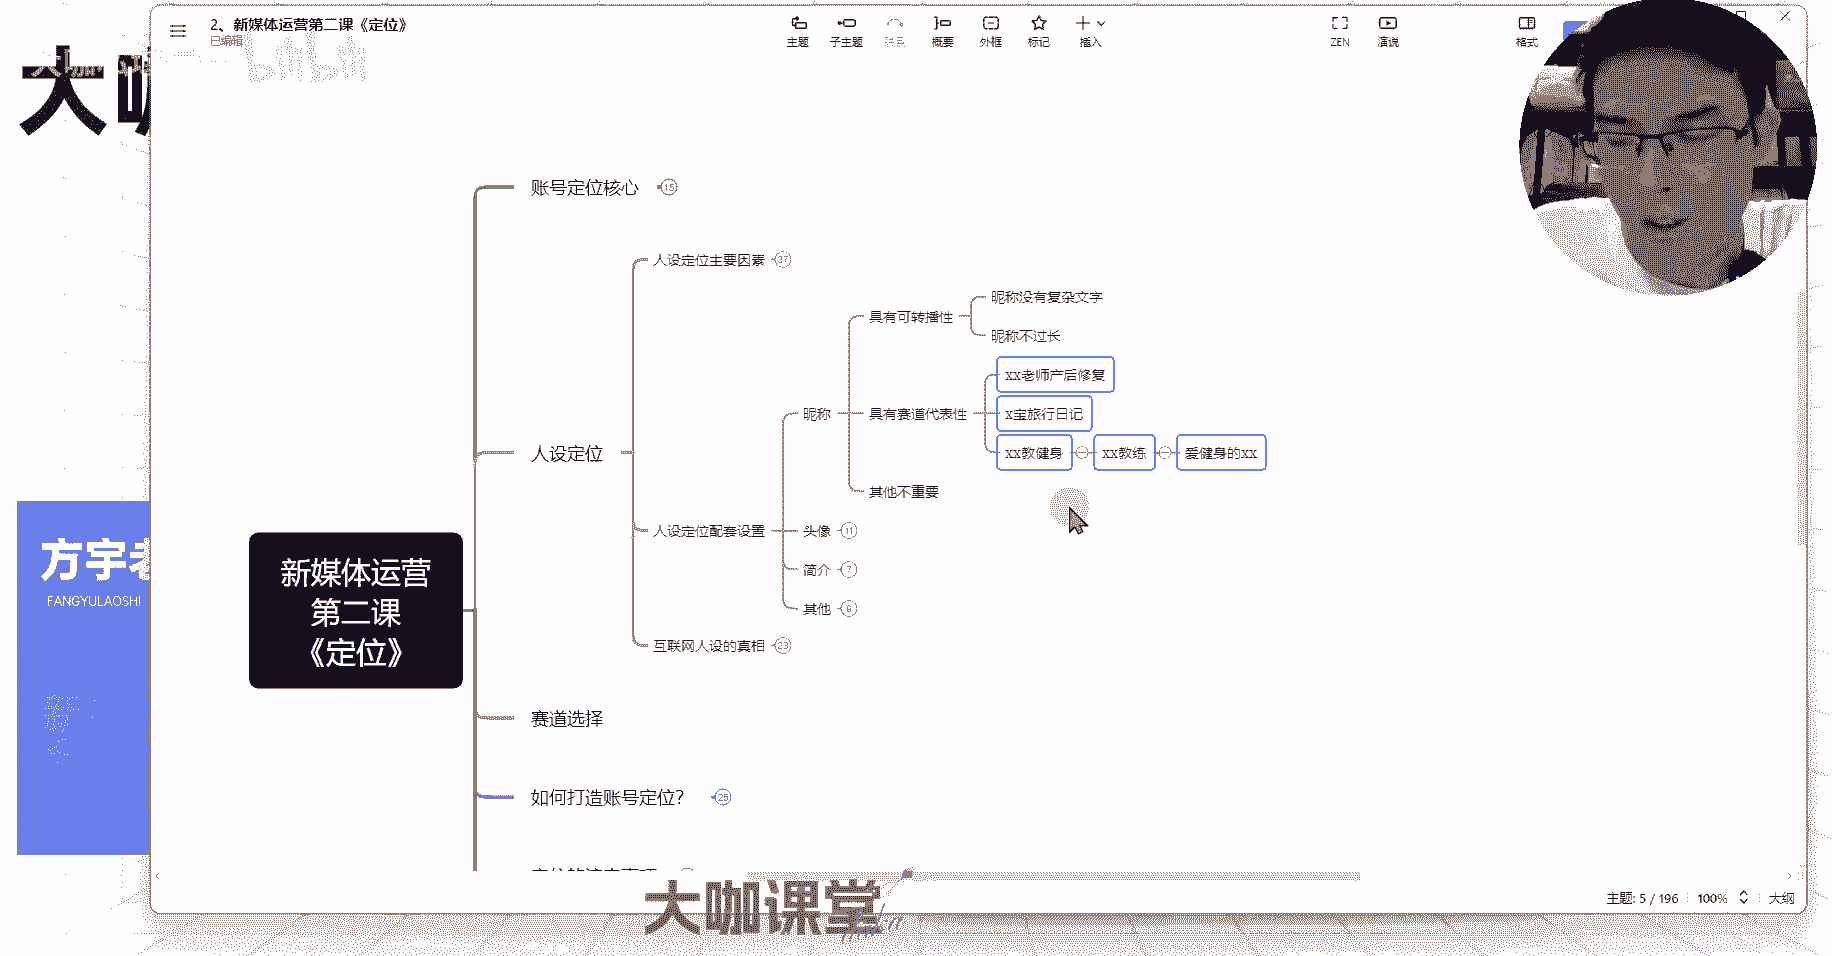 2、新媒体运营第二课《定位》
已编辑
bilibili
主题
子主题
概要
外框
标记
插入
ZEN
演说
格式
大咖
方宇老
FANGYULAOSHI
账号定位核心
15
人设定位主要因素
37
昵称没有复杂文字
具有可转播性
昵称不过长
xx老师产后修复
昵称
具有赛道代表性
x宝旅行日记
人设定位
xx教健身
xx教练
爱健身的xx
其他不重要
人设定位配套设置
头像
11
简介
7
其他
9
新媒体运营
第二课
《定位》
互联网人设的真相
23
赛道选择
如何打造账号定位？
25
主题: 5 / 196
100%
大纲
大咖课堂